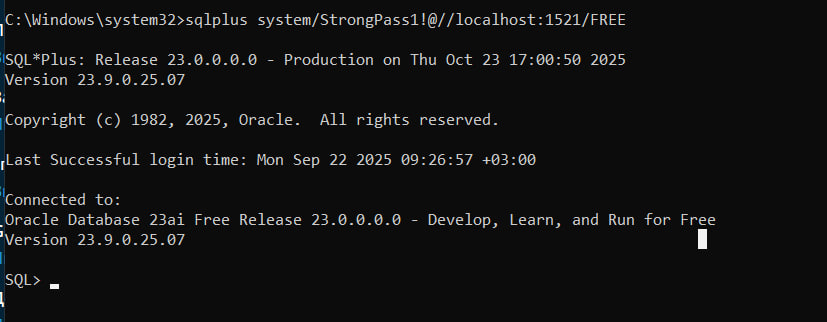 C:\Windows\system32>sqlplus system/StrongPass1!@//localhost:1521/FREE
SQL*Plus: Release 23.0.0.0.0 - Production on Thu Oct 23 17:00:50 2025
Version 23.9.0.25.07
Copyright (c) 1982, 2025, Oracle.  All rights reserved.
Last Successful login time: Mon Sep 22 2025 09:26:57 +03:00
Connected to:
Oracle Database 23ai Free Release 23.0.0.0.0 - Develop, Learn, and Run for Free
Version 23.9.0.25.07
SQL>